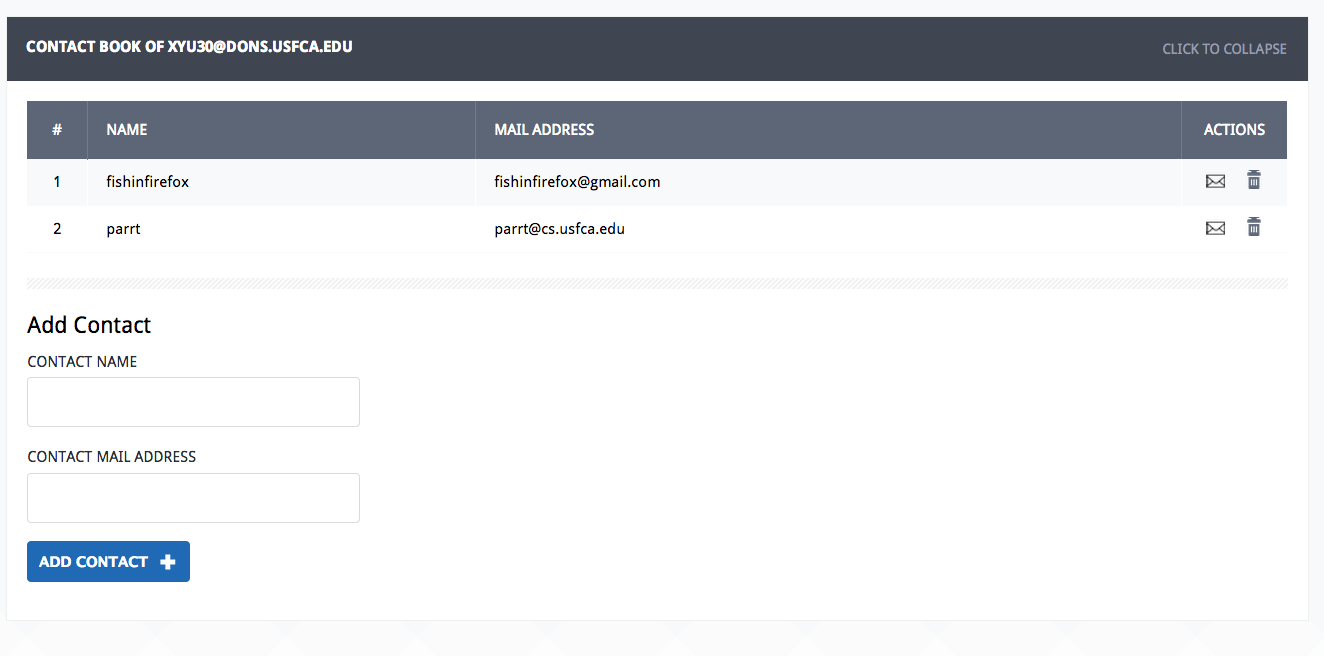 CONTACT BOOK OF XYU30@DONS.USFCA.EDU CLICK TO COLLAPSE
# NAME MAIL ADDRESS ACTIONS
1 fishinfirefox fishinfirefox@gmail.com
2 parrt parrt@cs.usfca.edu
Add Contact
CONTACT NAME
CONTACT MAIL ADDRESS
ADD CONTACT